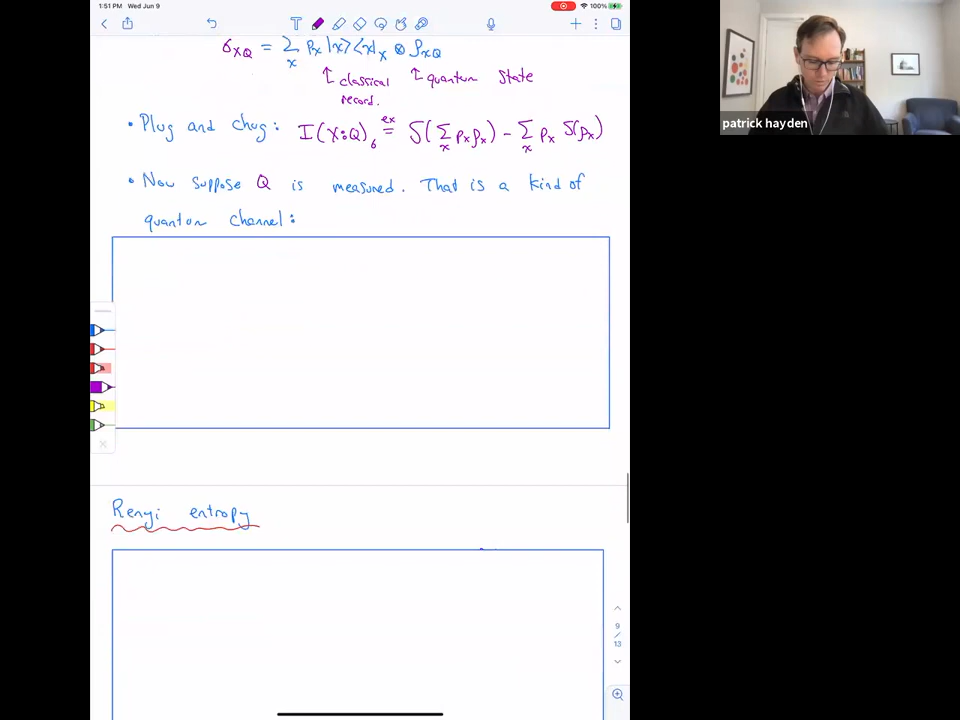 1:51 PM Wed Jun 9
100%
T
σ_XQ = Σ_x p_x |x><x|_x ⊗ ρ_xQ
↑ classical record. ↑ quantum state
• Plug and chug: I(X:Q)_σ =^ex S(Σ_x p_x ρ_x) - Σ_x p_x S(ρ_x)
• Now suppose Q is measured. That is a kind of
quantum channel:
Renyi entropy
9
/
13
patrick hayden